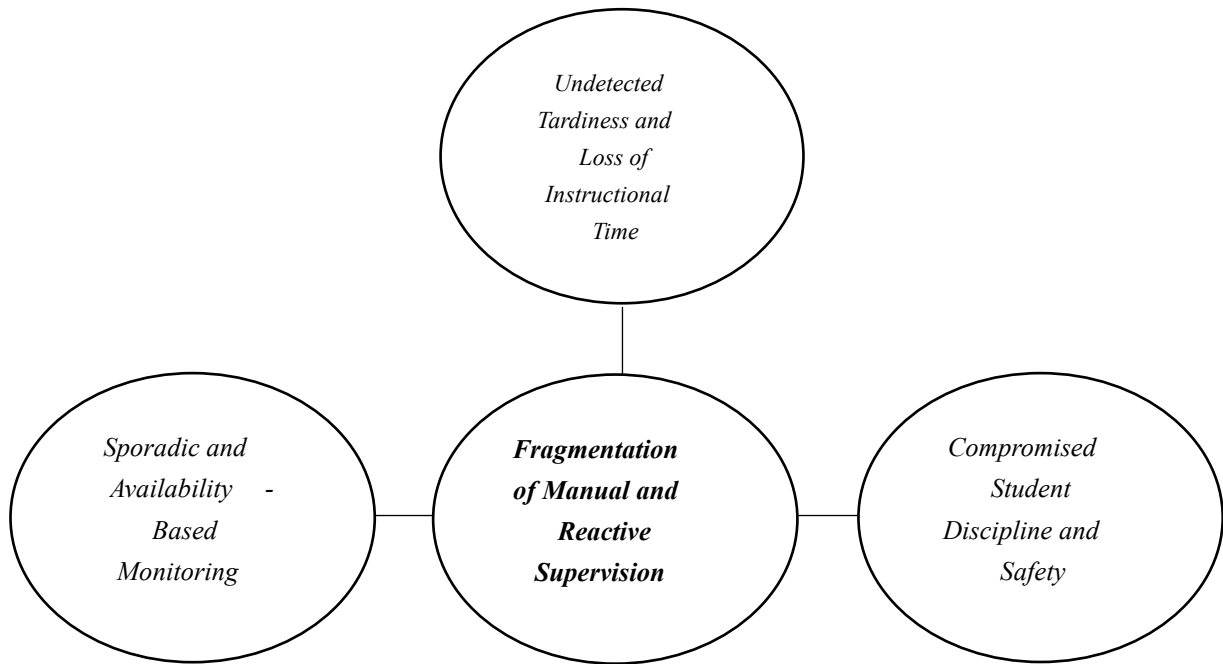 Undetected
Tardiness and
Loss of
Instructional
Time
Sporadic and
Availability -
Based
Monitoring
Fragmentation
of Manual and
Reactive
Supervision
Compromised
Student
Discipline and
Safety